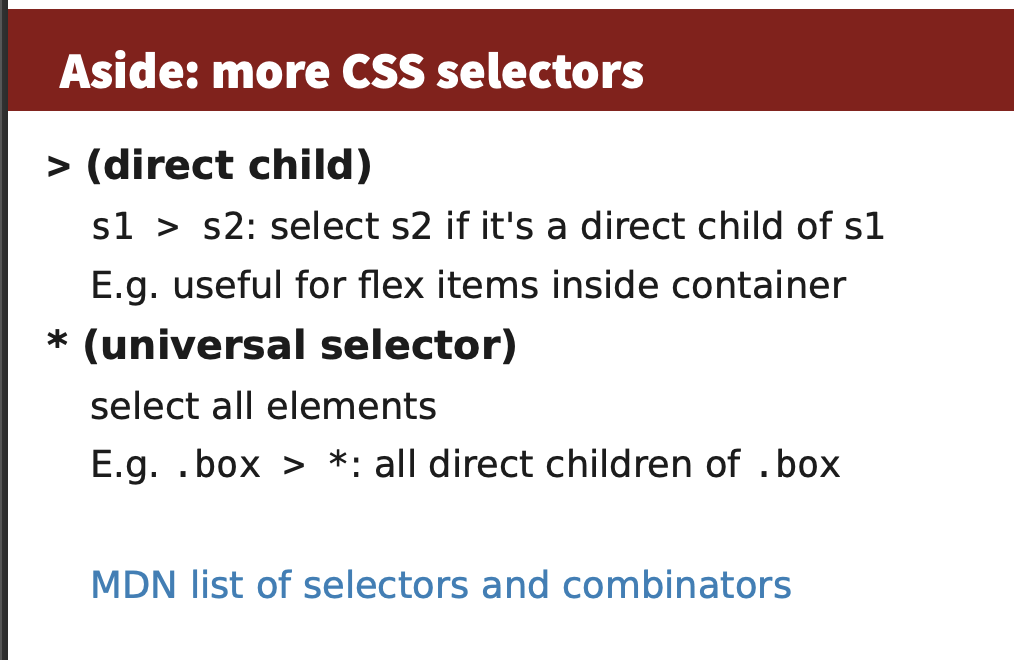 Aside: more CSS selectors
> (direct child)
s1 > s2: select s2 if it's a direct child of s1
E.g. useful for flex items inside container
* (universal selector)
select all elements
E.g. .box > *: all direct children of .box
MDN list of selectors and combinators